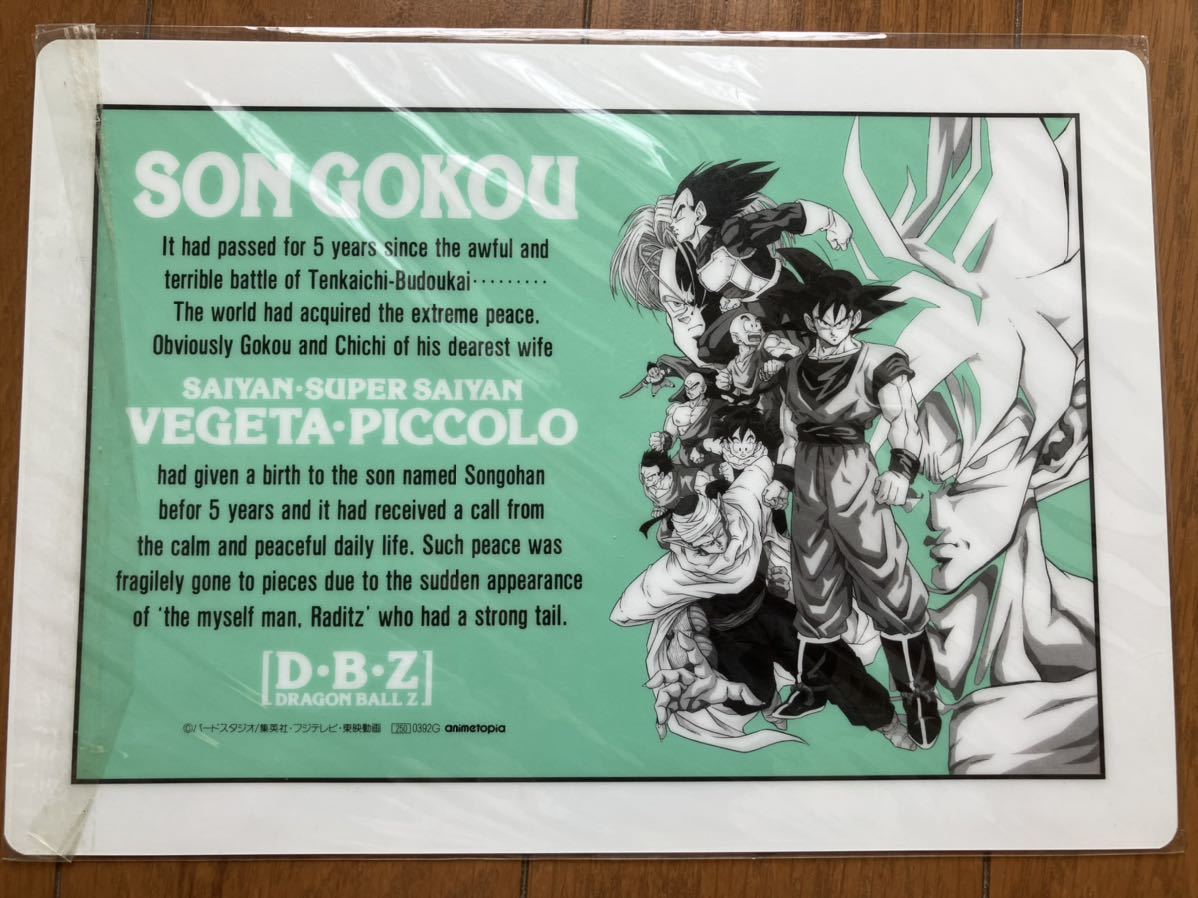 SON GOKOU
It had passed for 5 years since the awful and
terrible battle of Tenkaichi-Budoukai·········
The world had acquired the extreme peace.
Obviously Gokou and Chichi of his dearest wife
SAIYAN·SUPER SAIYAN
VEGETA·PICCOLO
had given a birth to the son named Songohan
befor 5 years and it had received a call from
the calm and peaceful daily life. Such peace was
fragilely gone to pieces due to the sudden appearance
of 'the myself man, Raditz' who had a strong tail.
[D·B·Z]
DRAGON BALL Z
©バードスタジオ/集英社・フジテレビ・東映動画 250 0392G animetopia